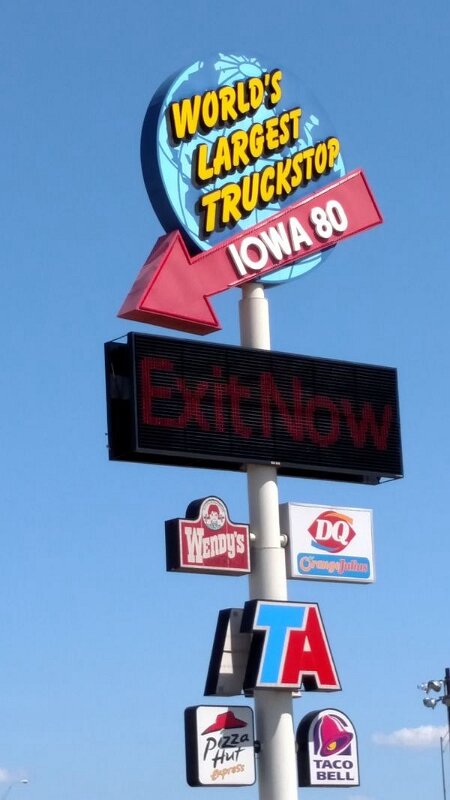 WORLD'S
LARGEST
TRUCKSTOP
IOWA 80
Exit Now
WENDY'S
DQ
Orange Julius
TA
Pizza
Hut
Express
TACO
BELL